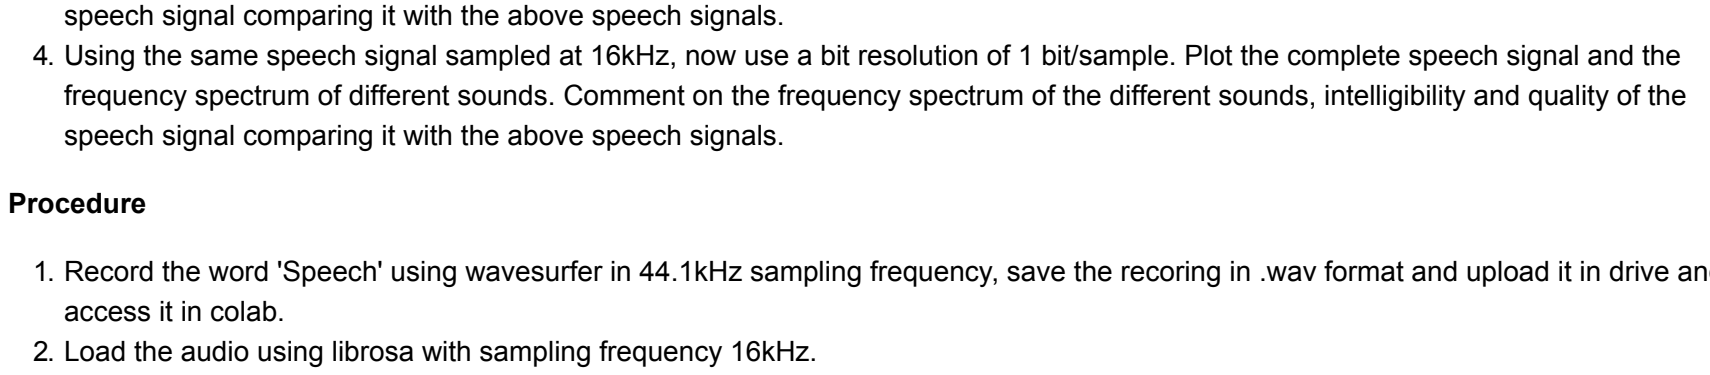 speech signal comparing it with the above speech signals.
4. Using the same speech signal sampled at 16kHz, now use a bit resolution of 1 bit/sample. Plot the complete speech signal and the
frequency spectrum of different sounds. Comment on the frequency spectrum of the different sounds, intelligibility and quality of the
speech signal comparing it with the above speech signals.
Procedure
1. Record the word 'Speech' using wavesurfer in 44.1kHz sampling frequency, save the recoring in .wav format and upload it in drive an
access it in colab.
2. Load the audio using librosa with sampling frequency 16kHz.